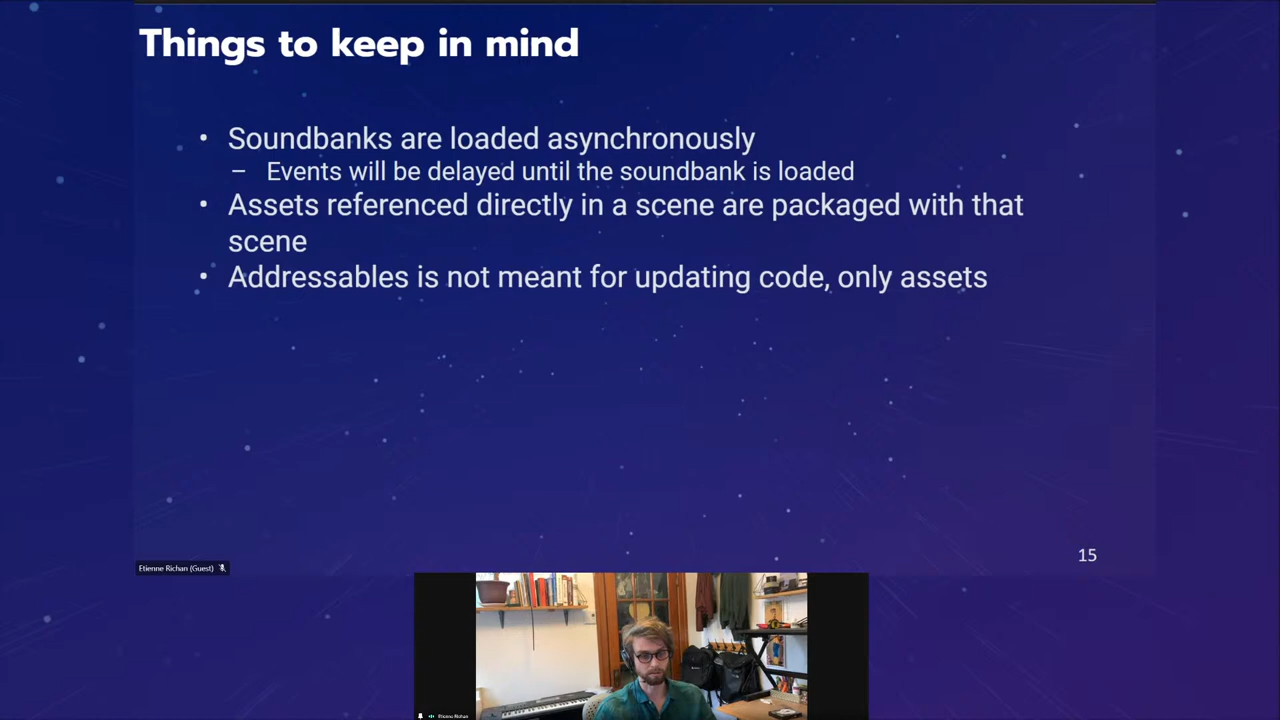 Things to keep in mind
• Soundbanks are loaded asynchronously
– Events will be delayed until the soundbank is loaded
• Assets referenced directly in a scene are packaged with that
scene
• Addressables is not meant for updating code, only assets
15
Etienne Richan (Guest)
Etienne Richan